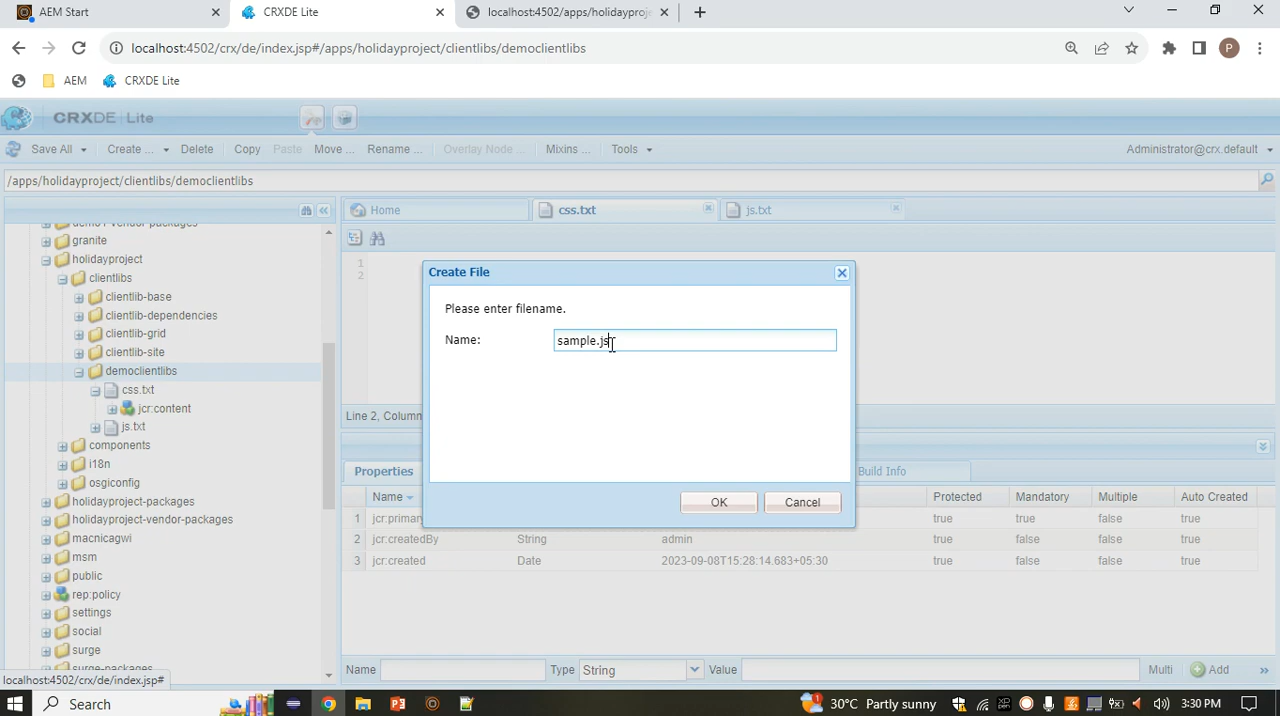 AEM Start
CRXDE Lite
localhost:4502/apps/holidayproj
localhost:4502/crx/de/index.jsp#/apps/holidayproject/clientlibs/democlientlibs
P
AEM
CRXDE Lite
CRXDE | Lite
Save All
Create ...
Delete
Copy
Paste
Move ...
Rename ...
Overlay Node ...
Mixins ...
Tools
Administrator@crx.default
/apps/holidayproject/clientlibs/democlientlibs
Home
css.txt
js.txt
1
2
granite
holidayproject
clientlibs
clientlib-base
clientlib-dependencies
clientlib-grid
clientlib-site
democlientlibs
css.txt
jcr:content
js.txt
components
i18n
osgiconfig
holidayproject-packages
holidayproject-vendor-packages
macnicagwi
msm
public
rep:policy
settings
social
surge
localhost:4502/crx/de/index.jsp#
Create File
Please enter filename.
Name:
sample.js
OK
Cancel
Line 2, Column
Properties
Build Info
Name
Protected
Mandatory
Multiple
Auto Created
1
true
true
false
true
2
jcr:createdBy
String
admin
true
false
false
true
3
jcr:created
Date
2023-09-08T15:28:14.683+05:30
true
false
false
true
Name
Type
String
Value
Multi
Add
»
Search
30°C Partly sunny
3:30 PM